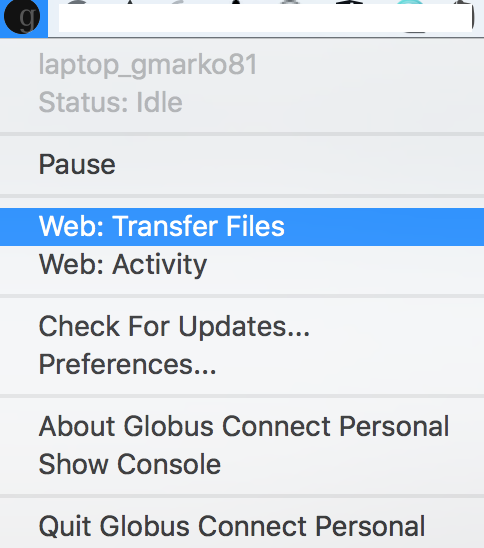 g
laptop_gmarko81
Status: Idle
Pause
Web: Transfer Files
Web: Activity
Check For Updates...
Preferences...
About Globus Connect Personal
Show Console
Quit Globus Connect Personal